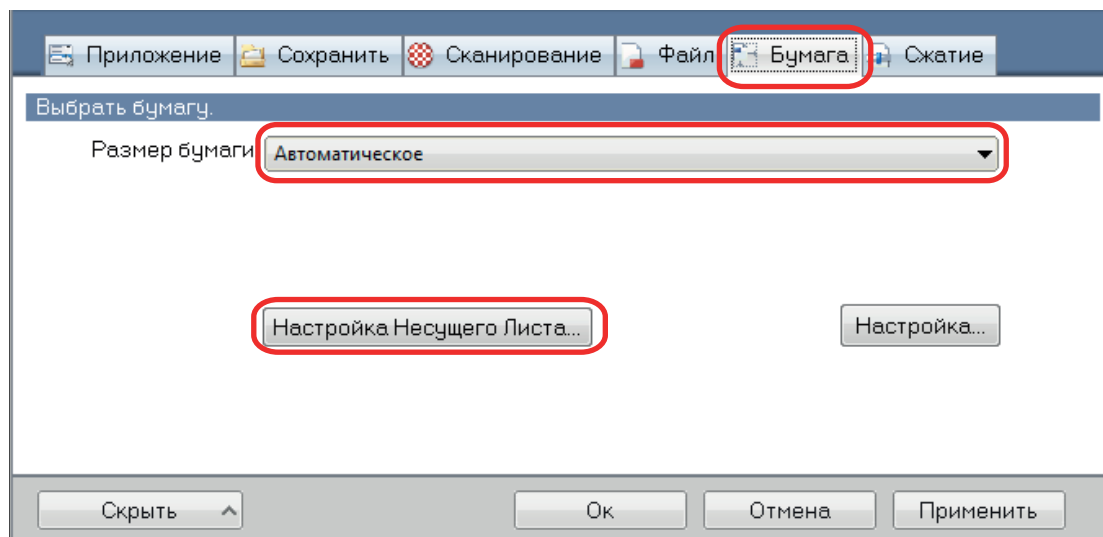 Приложение Сохранить Сканирование Файл Бумага Сжатие
Выбрать бумагу.
Размер бумаги Автоматическое
Настройка Несущего Листа... Настройка...
Скрыть Ок Отмена Применить